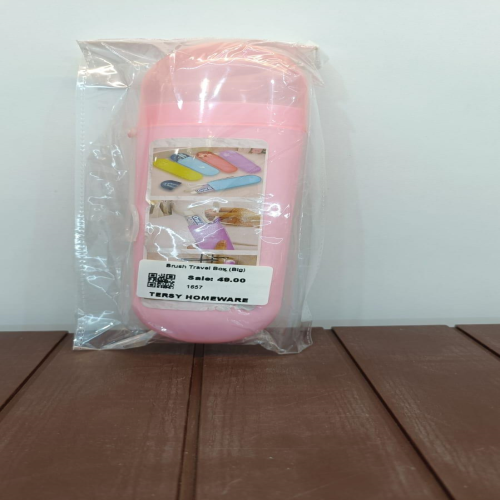 Brush Travel Box (Big)
Sale: 49.00
1657
TERSY HOMEWARE